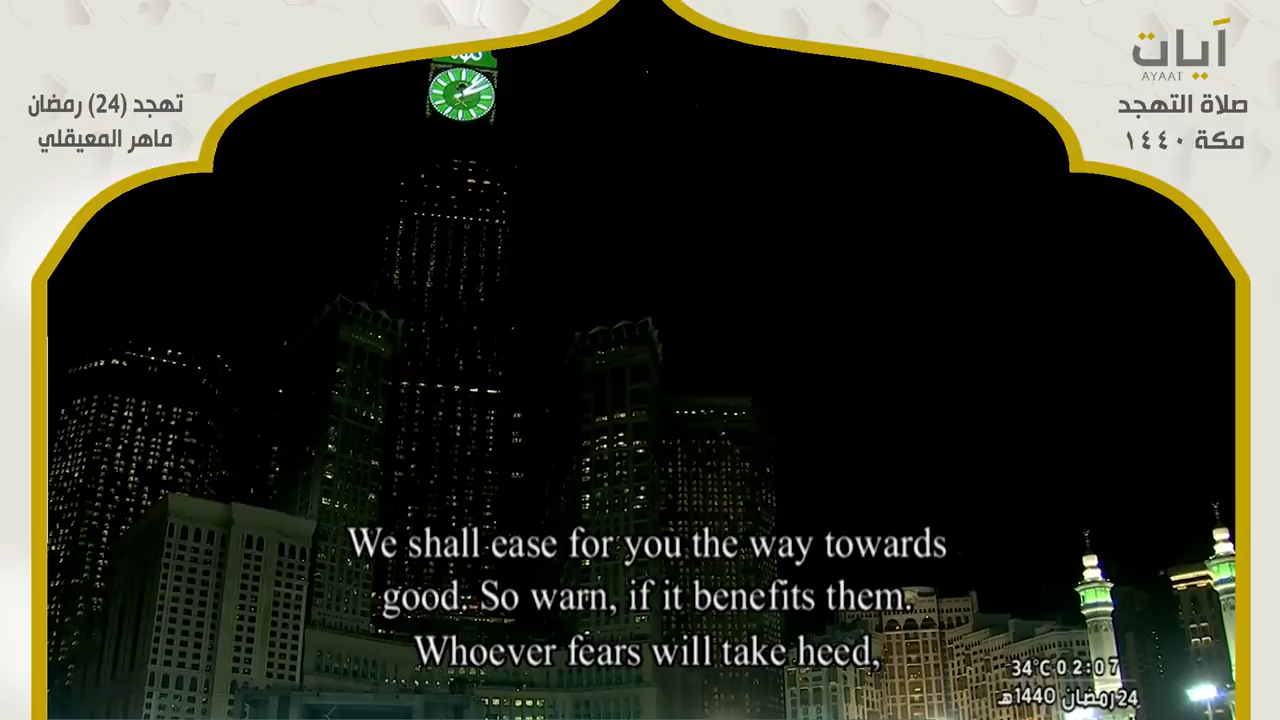 آيات
AYAAT
صلاة التهجد
مكة ١٤٤٠
تهجد (24) رمضان
ماهر المعيقلي
We shall ease for you the way towards
good. So warn, if it benefits them.
Whoever fears will take heed,
34°C 02:07
24 رمضان 1440هـ